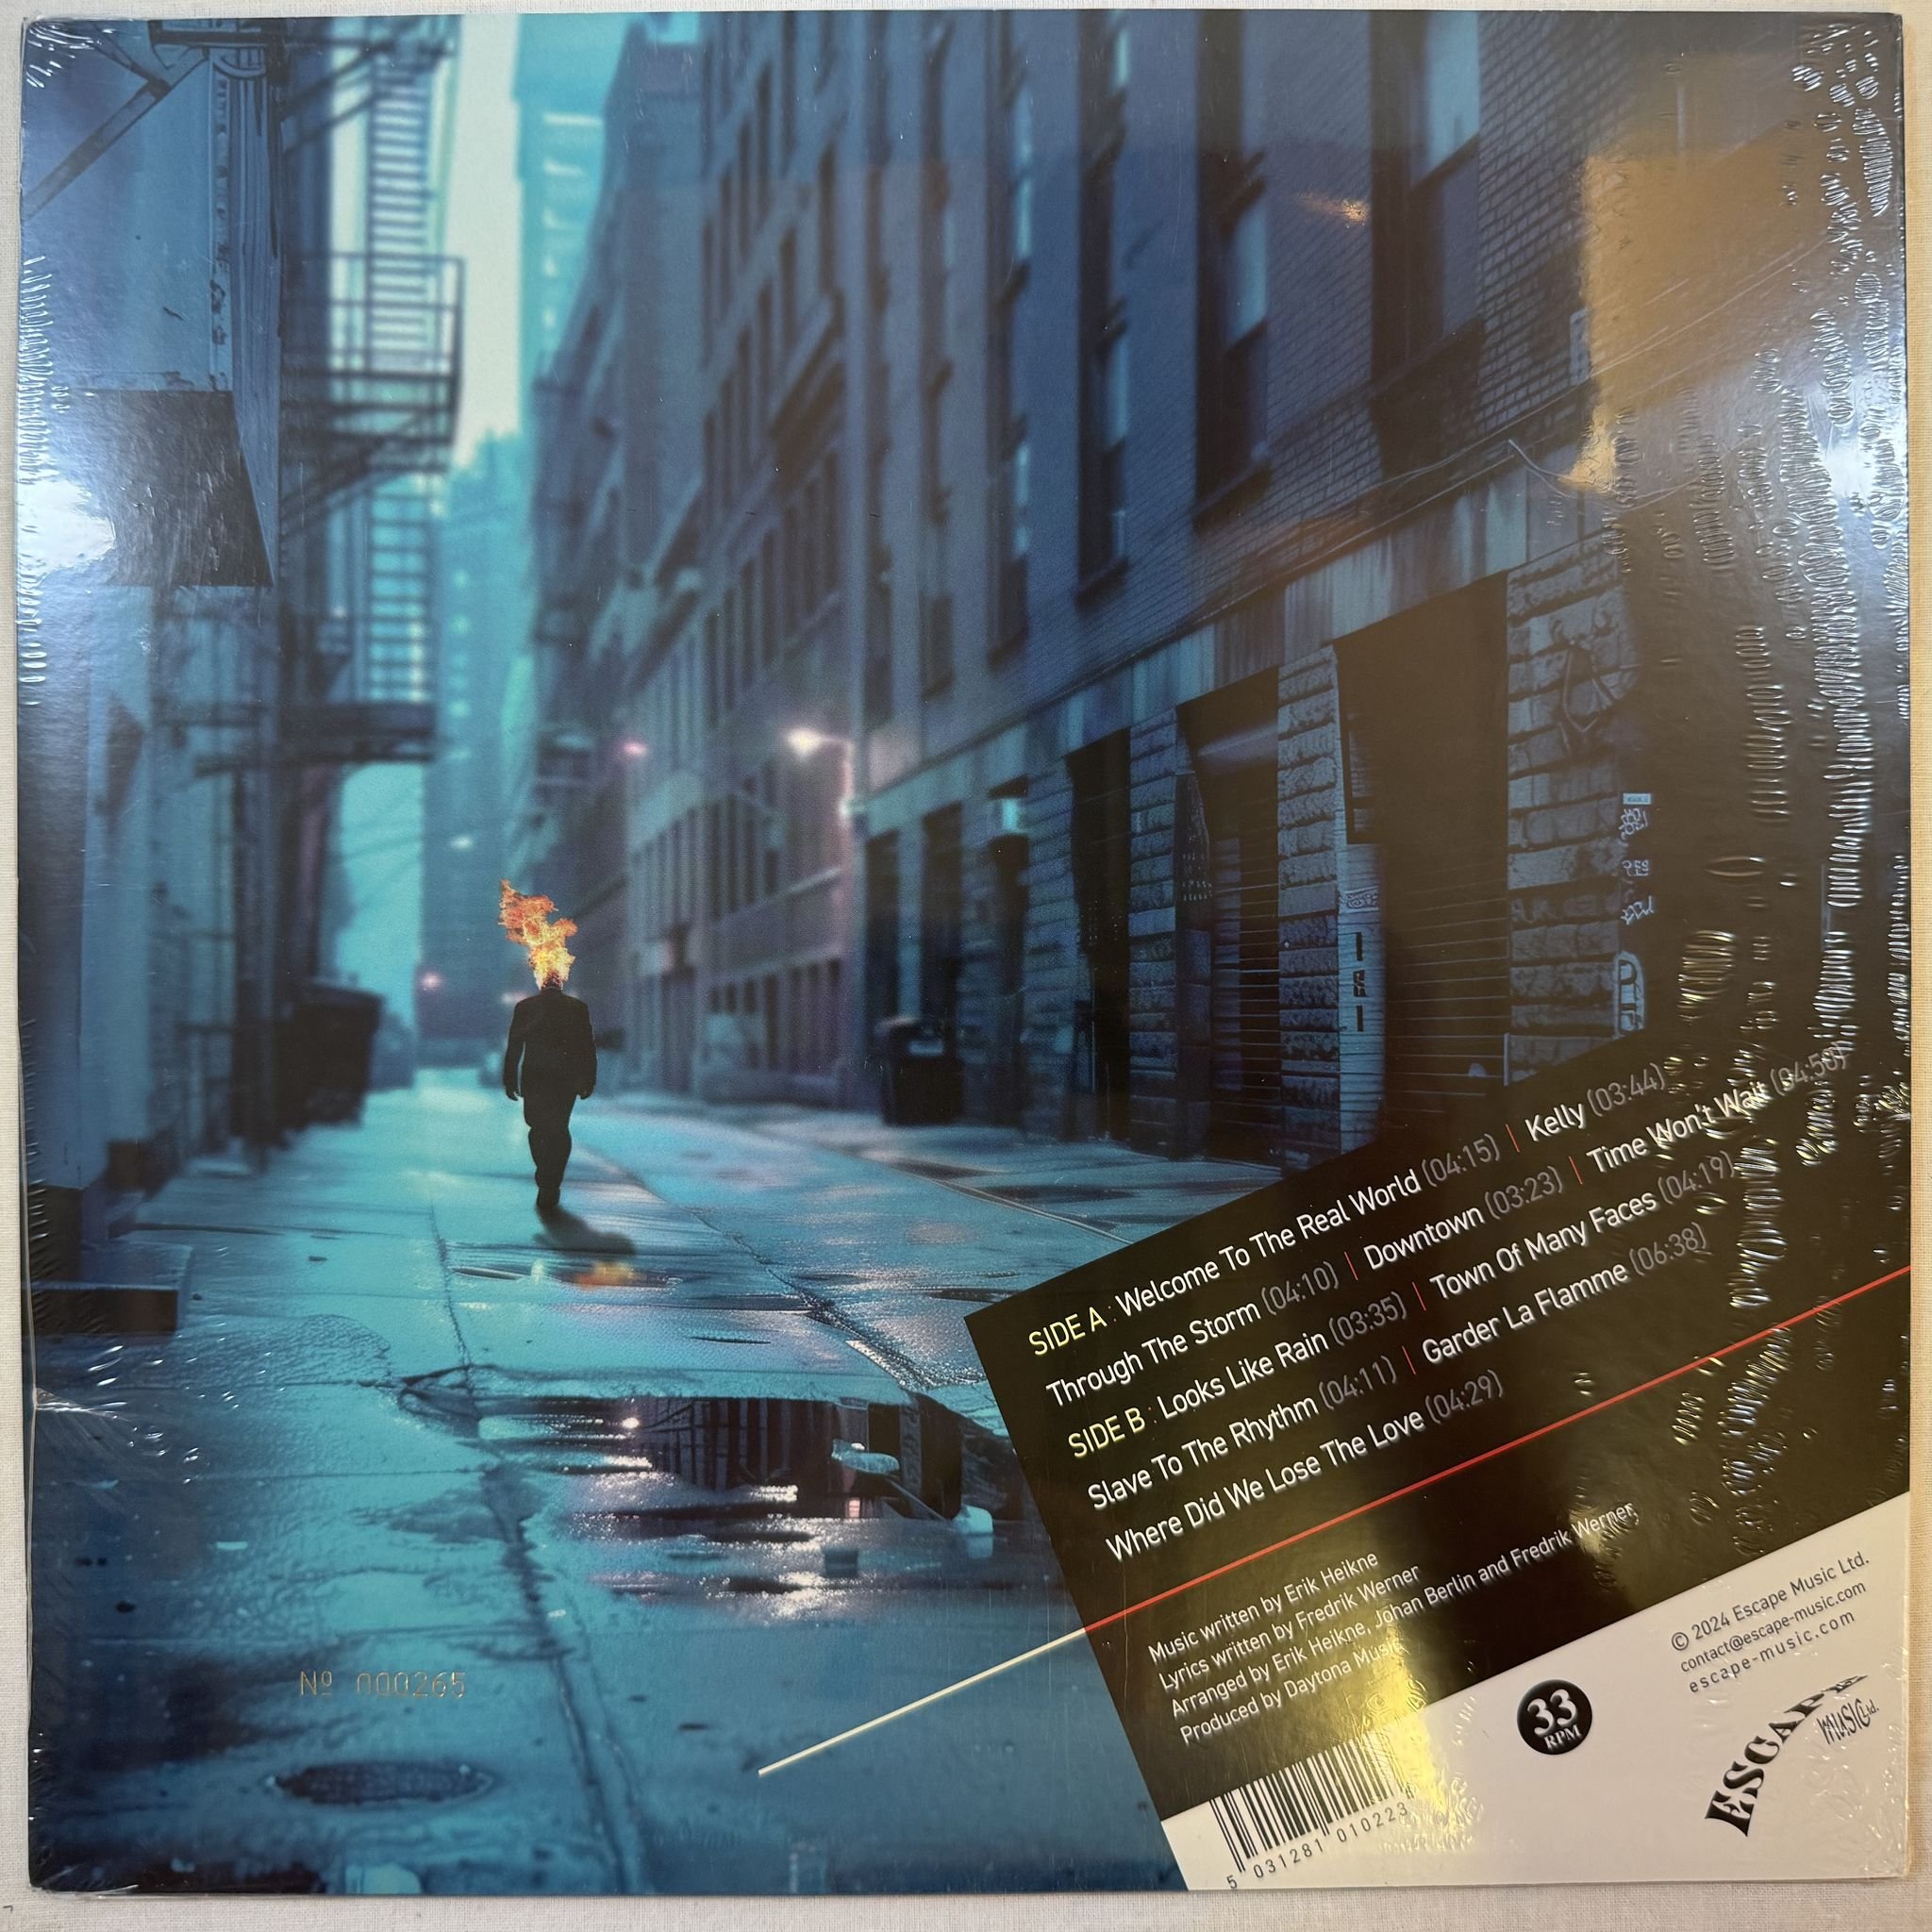 SIDE A : Welcome To The Real World (04:15) | Kelly (03:44)
Through The Storm (04:10) | Downtown (03:23) | Time Won't Wait (04:58)
SIDE B : Looks Like Rain (03:35) | Town Of Many Faces (04:19)
Slave To The Rhythm (04:11) | Garder La Flamme (06:38)
Where Did We Lose The Love (04:29)
Music written by Erik Heikne
Lyrics written by Fredrik Werner
Arranged by Erik Heikne, Johan Berlin and Fredrik Werner
Produced by Daytona Music
Nº 000265
5 031281 010223
33
RPM
© 2024 Escape Music Ltd.
contact@escape-music.com
escape-music.com
ESCAPE
MUSIC Ltd.